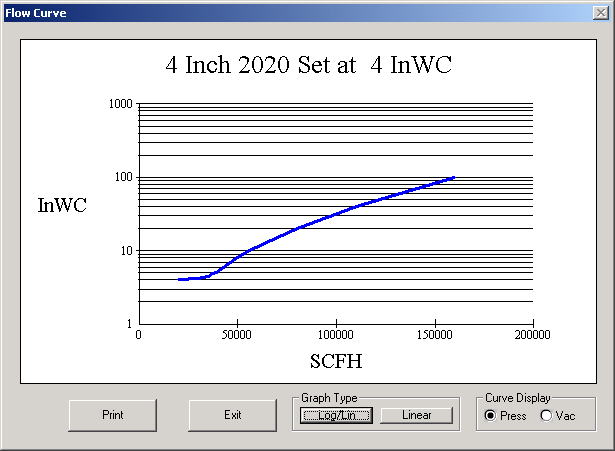 Flow Curve
4 Inch 2020 Set at 4 InWC
1000
100
InWC
10
1
0 50000 100000 150000 200000
SCFH
Print Exit
Graph Type
Log/Lin Linear
Curve Display
Press Vac